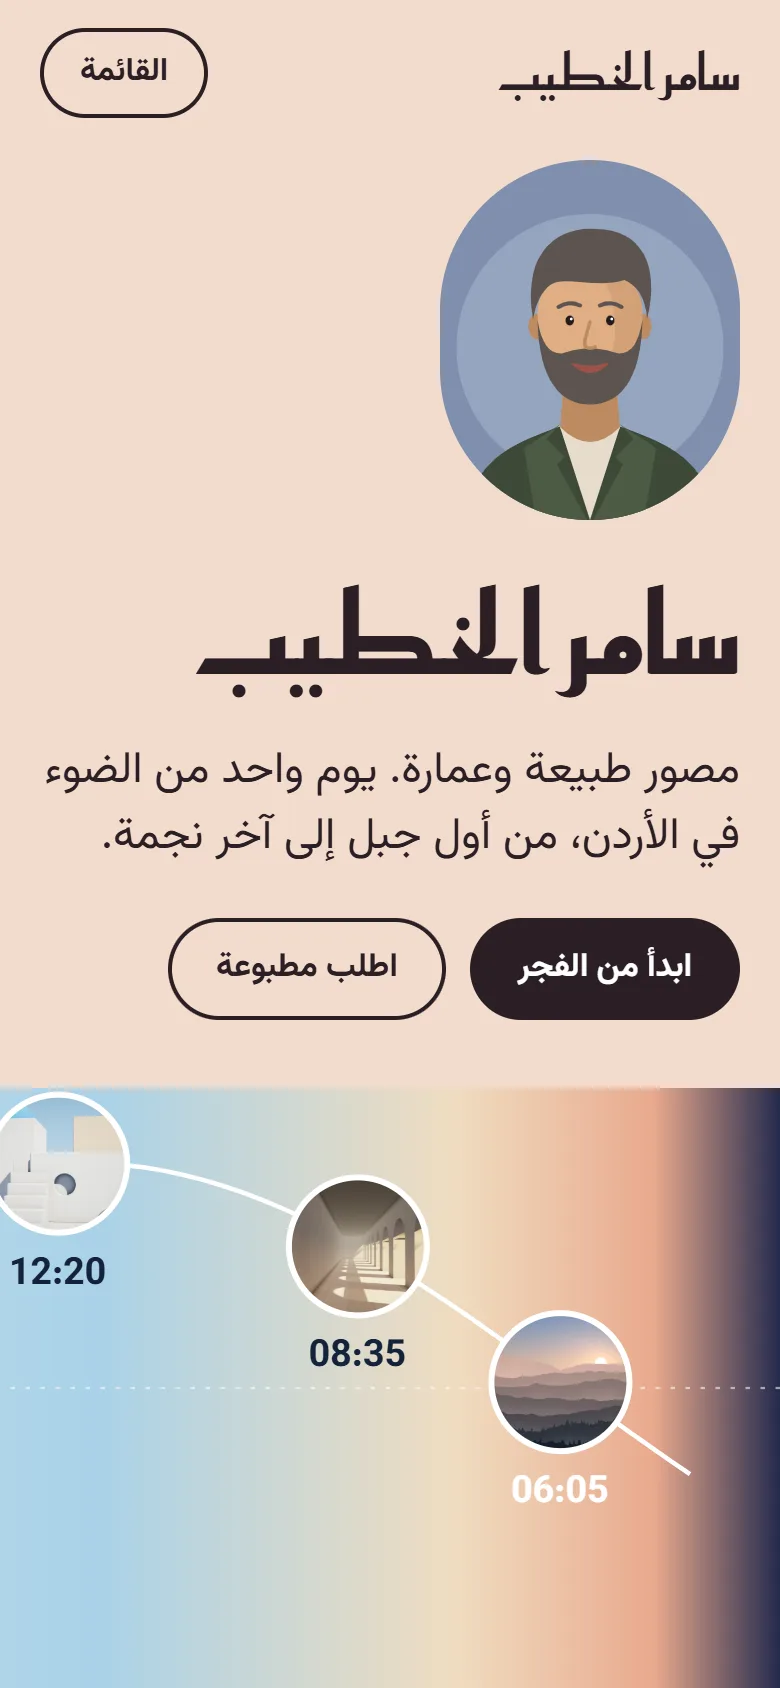 سامر الخطيب
القائمة
سامر الخطيب
مصور طبيعة وعمارة. يوم واحد من الضوء
في الأردن، من أول جبل إلى آخر نجمة.
ابدأ من الفجر
اطلب مطبوعة
12:20
08:35
06:05